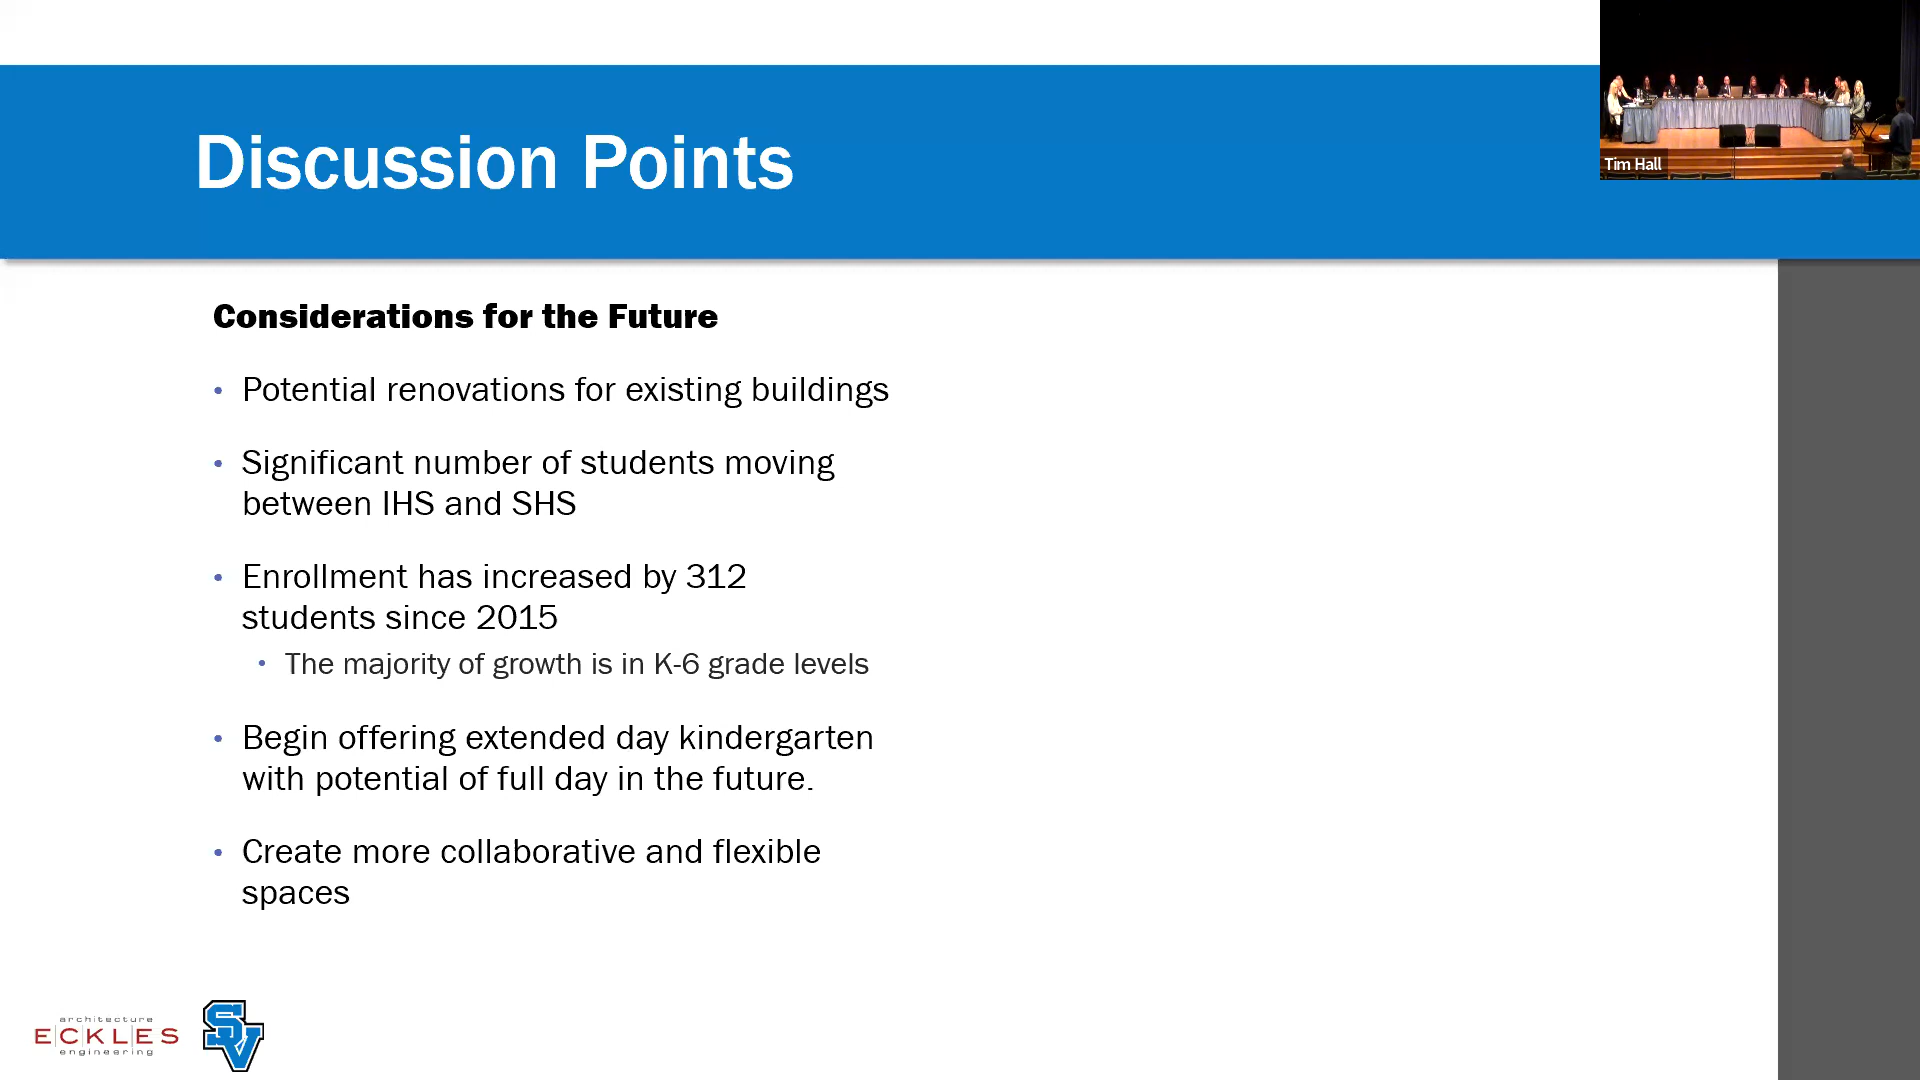 Discussion Points
Tim Hall
Considerations for the Future
• Potential renovations for existing buildings
• Significant number of students moving
between IHS and SHS
• Enrollment has increased by 312
students since 2015
• The majority of growth is in K-6 grade levels
• Begin offering extended day kindergarten
with potential of full day in the future.
• Create more collaborative and flexible
spaces
architecture
ECKLES
engineering
SV